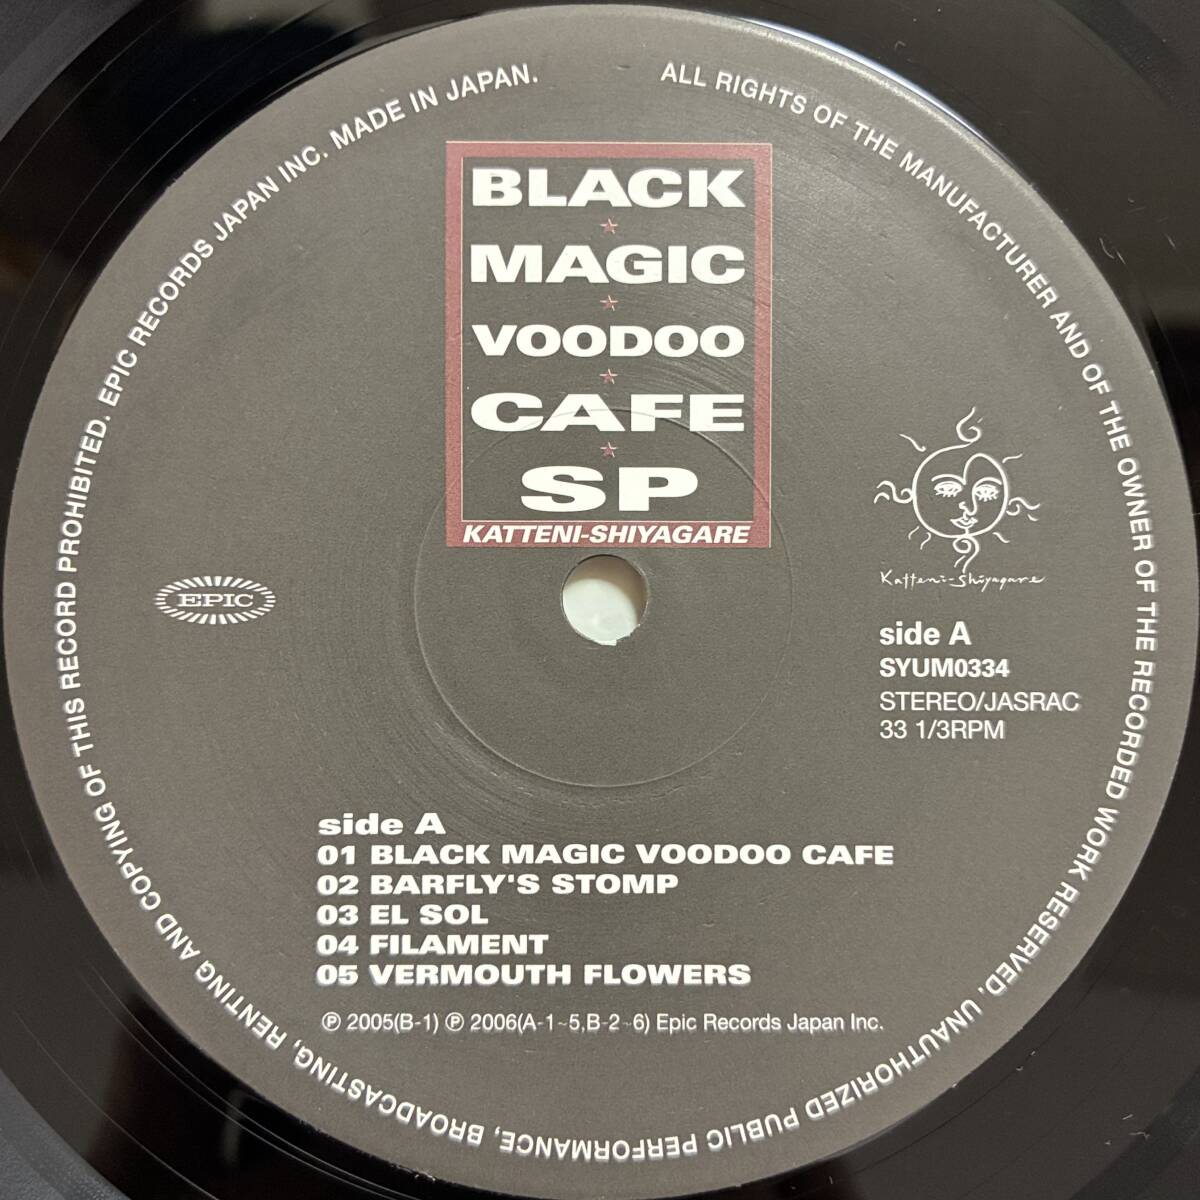 ALL RIGHTS OF THE MANUFACTURER AND OF THE OWNER OF THE RECORDED WORK RESERVED. UNAUTHORIZED PUBLIC PERFORMANCE, BROADCASTING, RENTING AND COPYING OF THIS RECORD PROHIBITED. EPIC RECORDS JAPAN INC. MADE IN JAPAN.
BLACK
MAGIC
VOODOO
CAFE
SP
KATTENI-SHIYAGARE
EPIC
Katteni-Shiyagare
side A
SYUM0334
STEREO/JASRAC
33 1/3RPM
side A
01 BLACK MAGIC VOODOO CAFE
02 BARFLY'S STOMP
03 EL SOL
04 FILAMENT
05 VERMOUTH FLOWERS
℗ 2005(B-1) ℗ 2006(A-1~5,B-2~6) Epic Records Japan Inc.